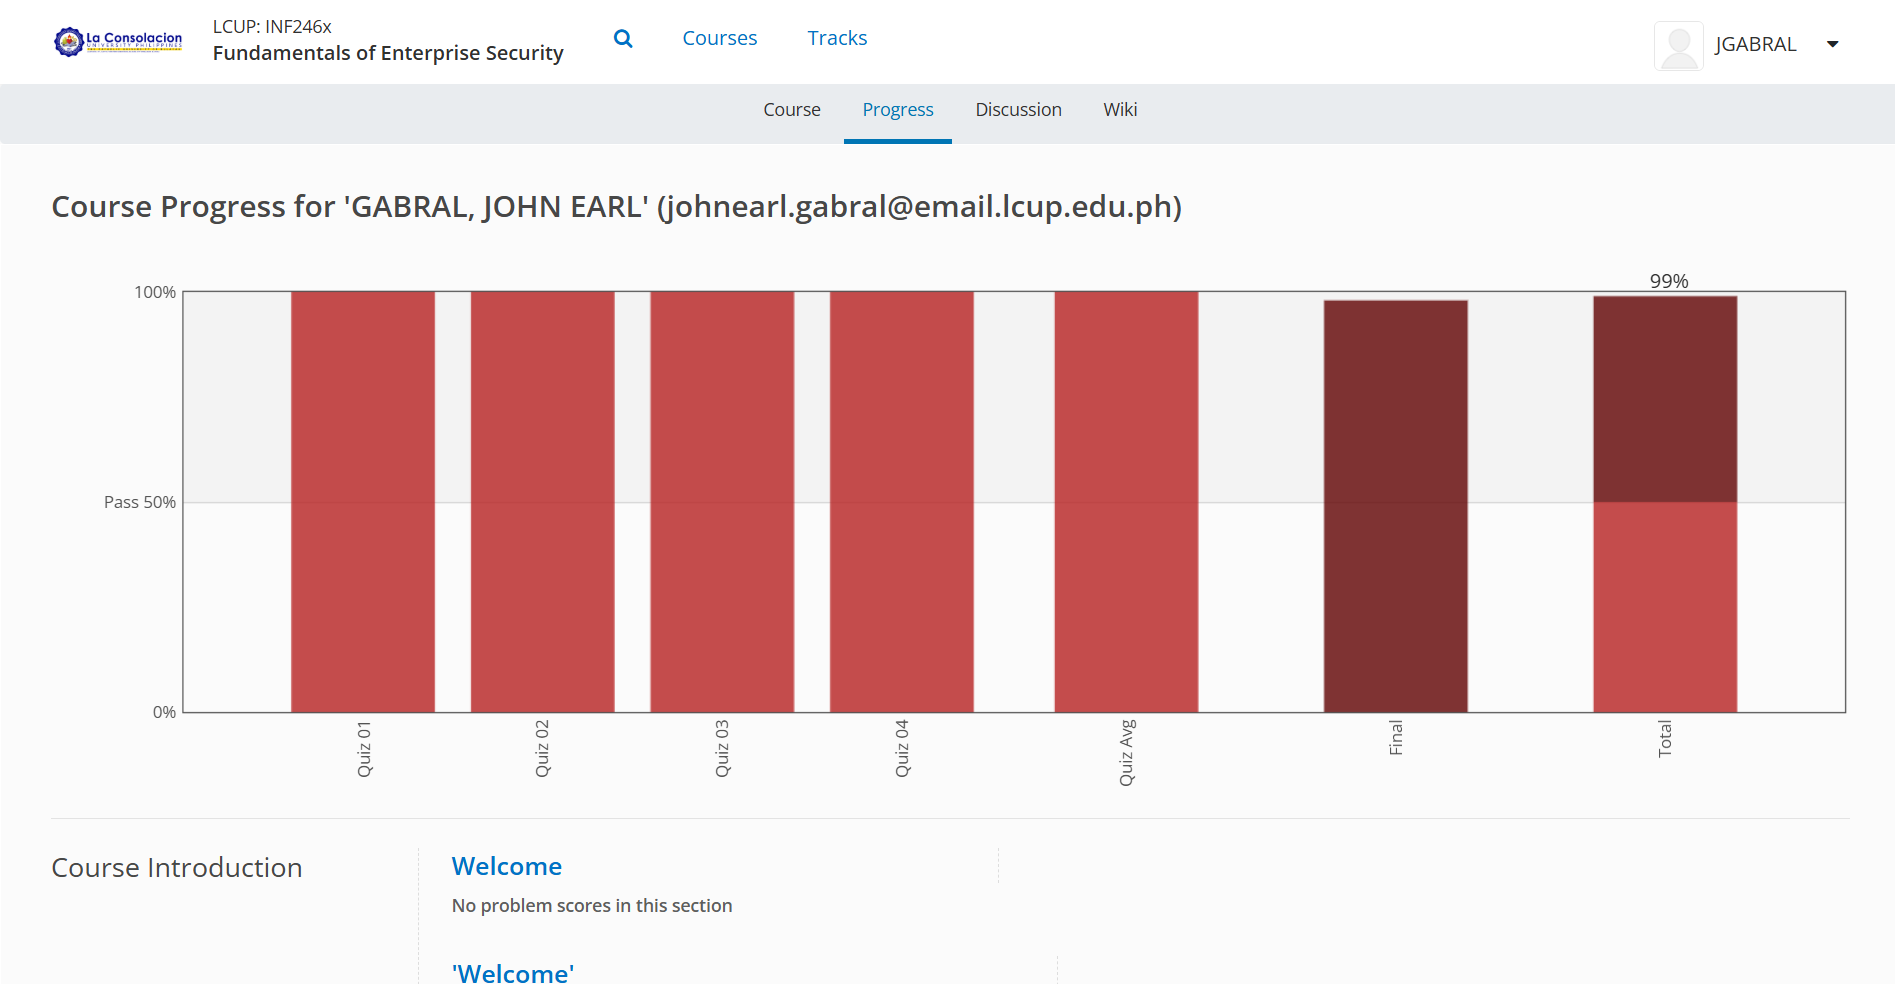 La Consolacion
UNIVERSITY PHILIPPINES
LCUP: INF246x
Fundamentals of Enterprise Security
Courses
Tracks
JGABRAL
Course
Progress
Discussion
Wiki
Course Progress for 'GABRAL, JOHN EARL' (johnearl.gabral@email.lcup.edu.ph)
99%
100%
Pass 50%
0%
Quiz 01
Quiz 02
Quiz 03
Quiz 04
Quiz Avg
Final
Total
Course Introduction
Welcome
No problem scores in this section
'Welcome'